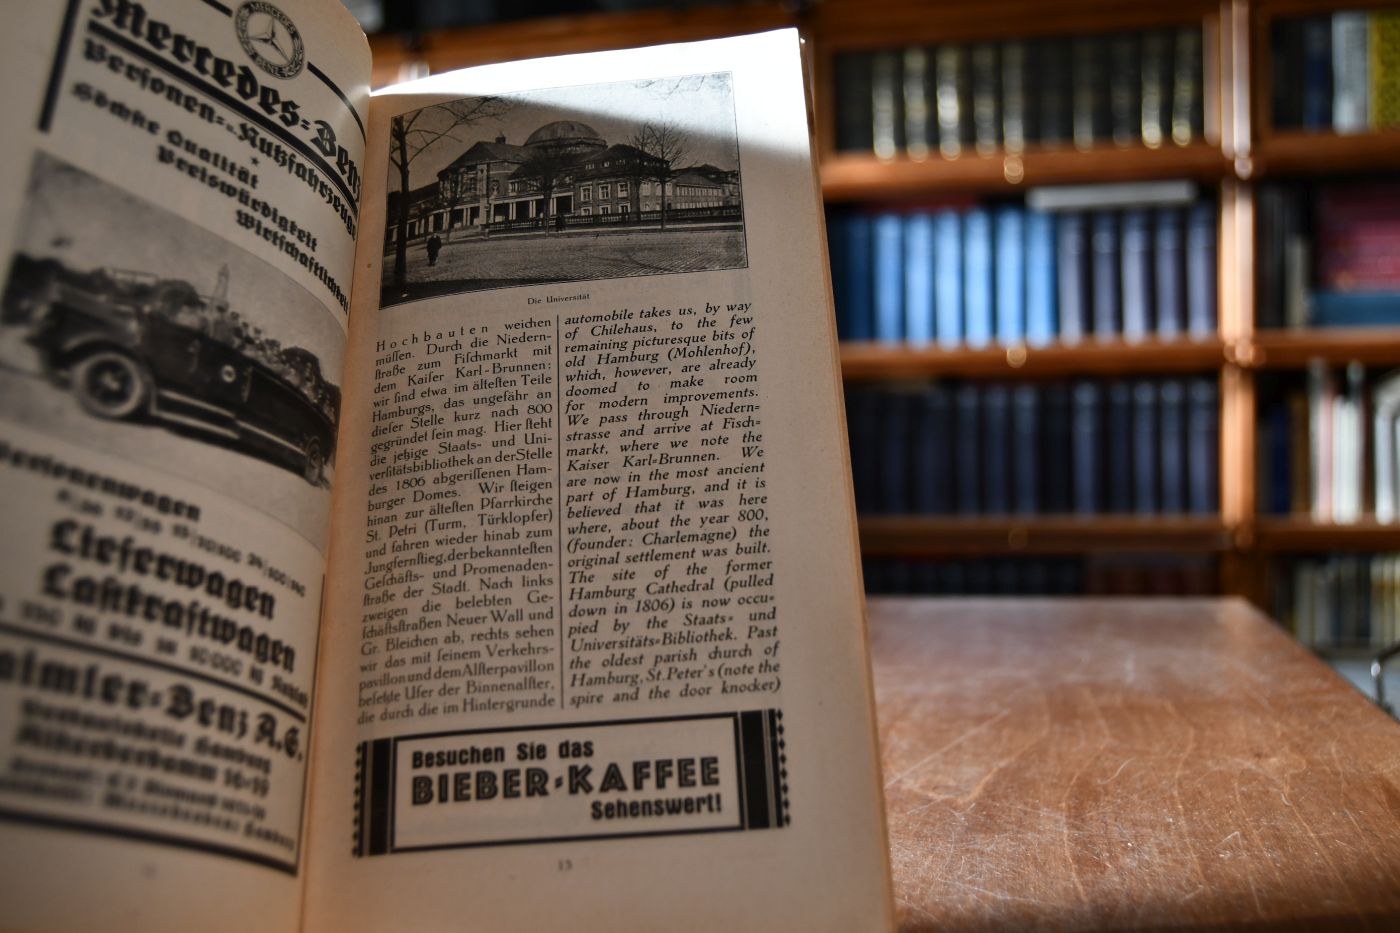 Mercedes-Benz
MERCEDES
BENZ
Personen- u. Nutzfahrzeuge
Höchste Qualität
Preiswürdigkeit
Wirtschaftlichkeit
Personenwagen
Lieferwagen
Lastkraftwagen
Daimler-Benz A.G.
Alsterdamm 16-19
Die Universität
Hochbauten weichen
müſſen. Durch die Niedern-
ſtraße zum Fiſchmarkt mit
dem Kaiſer Karl-Brunnen:
wir ſind etwa im älteſten Teile
Hamburgs, das ungefähr an
dieſer Stelle kurz nach 800
gegründet ſein mag. Hier ſteht
die jetzige Staats- und Uni-
verſitätsbibliothek an der Stelle
des 1806 abgeriſſenen Ham-
burger Domes. Wir ſteigen
hinan zur älteſten Pfarrkirche
St. Petri (Turm, Türklopfer)
und fahren wieder hinab zum
Jungfernſtieg, der bekannteſten
Geſchäfts- und Promenaden-
ſtraße der Stadt. Nach links
zweigen die belebten Ge-
ſchäftsſtraßen Neuer Wall und
Gr. Bleichen ab, rechts sehen
wir das mit ſeinem Verkehrs-
pavillon und dem Alſterpavillon
beſetzte Ufer der Binnenalſter,
die durch die im Hintergrunde
automobile takes us, by way
of Chilehaus, to the few
remaining picturesque bits of
old Hamburg (Mohlenhof),
which, however, are already
doomed to make room
for modern improvements.
We pass through Niedern=
strasse and arrive at Fisch=
markt, where we note the
Kaiser Karl=Brunnen. We
are now in the most ancient
part of Hamburg, and it is
believed that it was here
where, about the year 800,
(founder: Charlemagne) the
original settlement was built.
The site of the former
Hamburg Cathedral (pulled
down in 1806) is now occu=
pied by the Staats= und
Universitäts=Bibliothek. Past
the oldest parish church of
Hamburg, St. Peter's (note the
spire and the door knocker)
Besuchen Sie das
BIEBER-KAFFEE
Sehenswert!
15